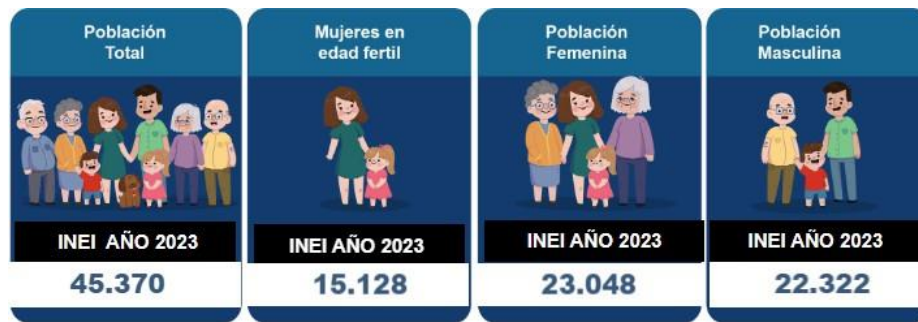 Población
Total
INEI AÑO 2023
45.370
Mujeres en
edad fertil
INEI AÑO 2023
15.128
Población
Femenina
INEI AÑO 2023
23.048
Población
Masculina
INEI AÑO 2023
22.322